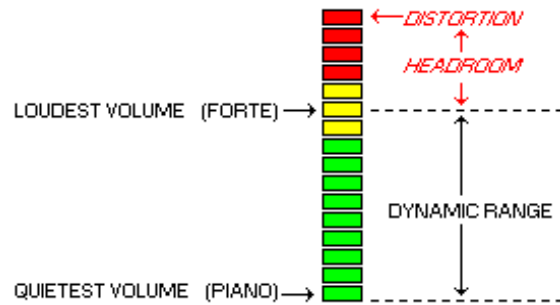 DISTORTION
HEADROOM
LOUDEST VOLUME (FORTE)
DYNAMIC RANGE
QUIETEST VOLUME (PIANO)